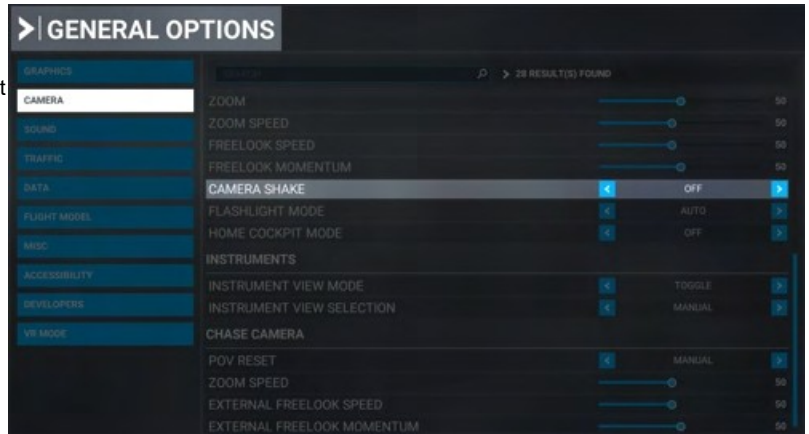 GENERAL OPTIONS
t
GRAPHICS
CAMERA
SOUND
TRAFFIC
DATA
FLIGHT MODEL
MISC
ACCESSIBILITY
DEVELOPERS
VR MODE
SEARCH
> 28 RESULT(S) FOUND
ZOOM 50
ZOOM SPEED 50
FREELOOK SPEED 50
FREELOOK MOMENTUM 50
CAMERA SHAKE < OFF >
FLASHLIGHT MODE < AUTO >
HOME COCKPIT MODE < OFF >
INSTRUMENTS
INSTRUMENT VIEW MODE < TOGGLE >
INSTRUMENT VIEW SELECTION < MANUAL >
CHASE CAMERA
POV RESET < MANUAL >
ZOOM SPEED 50
EXTERNAL FREELOOK SPEED 50
EXTERNAL FREELOOK MOMENTUM 50